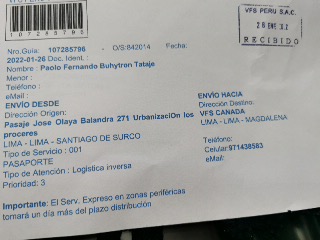 107285796
Nro.Guia: 107285796 - O/S:842014 Fecha:
2022-01-26 Doc. Ident. :
Nombre : Paolo Fernando Buhytron Tataje
Menor :
Telefono :
eMail :
ENVÍO DESDE
Dirección Origen:
Pasaje Jose Olaya Balandra 271 UrbanizaciOn los
proceres
LIMA - LIMA - SANTIAGO DE SURCO
Tipo de Servicio : 001
PASAPORTE
Tipo de Atención : Logística inversa
Prioridad: 3
ENVÍO HACIA
Dirección Destino:
VFS CANADA
LIMA - LIMA - MAGDALENA
Teléfono:
Celular:971438583
eMail:
Importante: El Serv. Expreso en zonas periféricas
tomará un día más del plazo distribución
VFS PERU S.A.C.
26 ENE
RECIBIDO